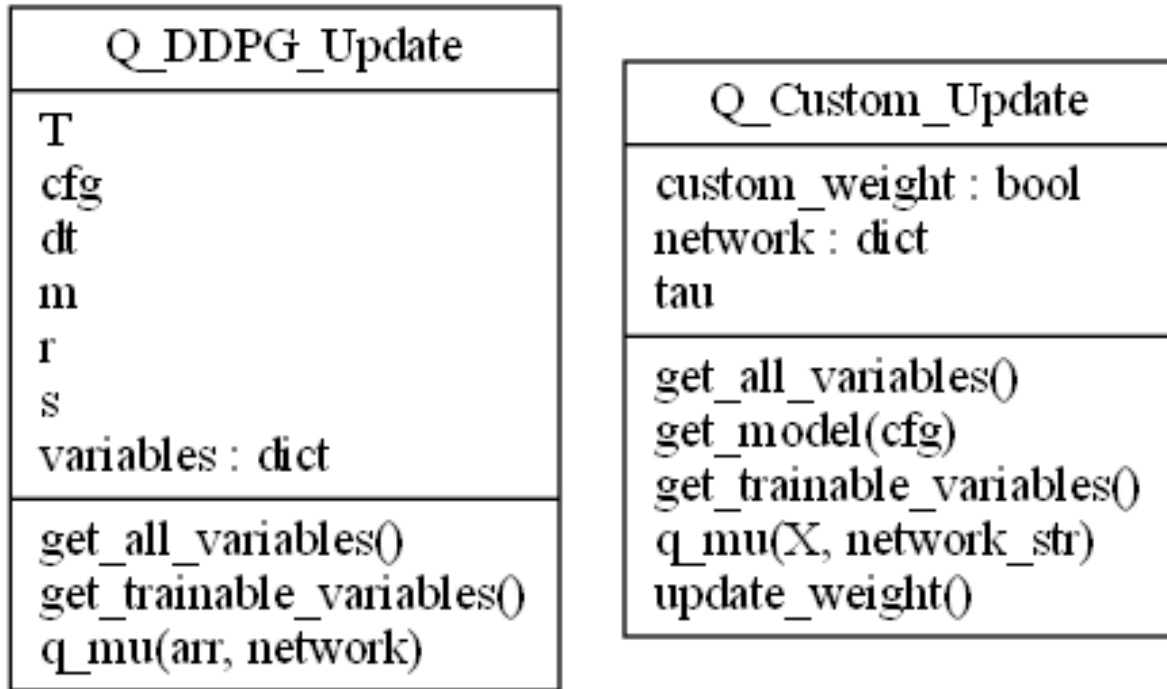 Q_DDPG_Update
T
cfg
dt
m
r
s
variables : dict
get_all_variables()
get_trainable_variables()
q_mu(arr, network)
Q_Custom_Update
custom_weight : bool
network : dict
tau
get_all_variables()
get_model(cfg)
get_trainable_variables()
q_mu(X, network_str)
update_weight()